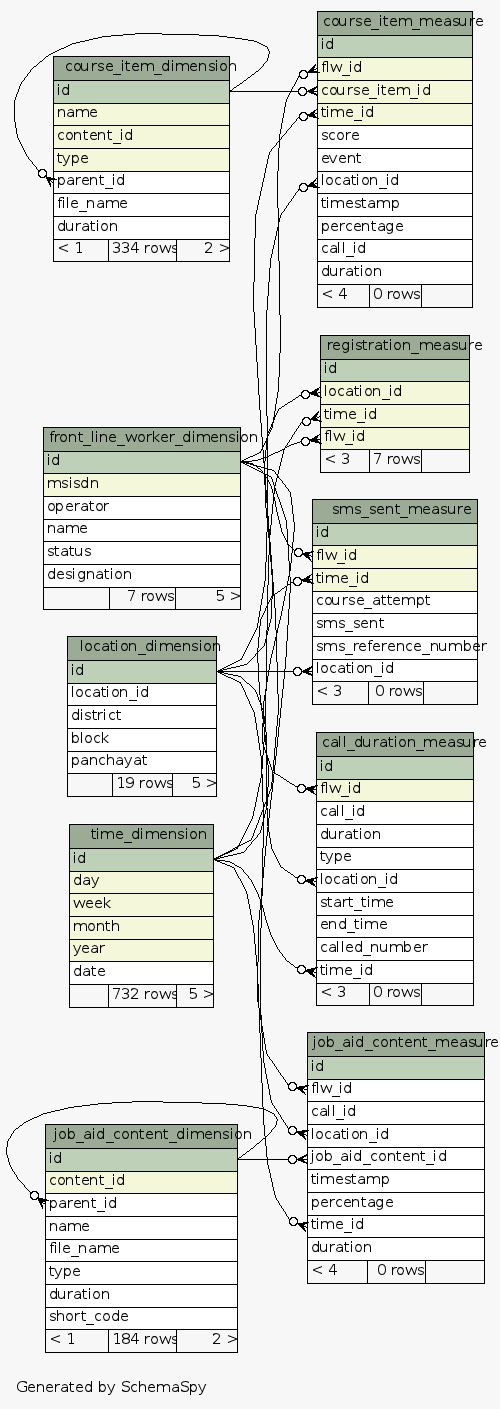 course_item_measure
id
flw_id
course_item_id
time_id
score
event
location_id
timestamp
percentage
call_id
duration
< 4 0 rows
course_item_dimension
id
name
content_id
type
parent_id
file_name
duration
< 1 334 rows 2 >
registration_measure
id
location_id
time_id
flw_id
< 3 7 rows
front_line_worker_dimension
id
msisdn
operator
name
status
designation
7 rows 5 >
sms_sent_measure
id
flw_id
time_id
course_attempt
sms_sent
sms_reference_number
location_id
< 3 0 rows
location_dimension
id
location_id
district
block
panchayat
19 rows 5 >
call_duration_measure
id
flw_id
call_id
duration
type
location_id
start_time
end_time
called_number
time_id
< 3 0 rows
time_dimension
id
day
week
month
year
date
732 rows 5 >
job_aid_content_measure
id
flw_id
call_id
location_id
job_aid_content_id
timestamp
percentage
time_id
duration
< 4 0 rows
job_aid_content_dimension
id
content_id
parent_id
name
file_name
type
duration
short_code
< 1 184 rows 2 >
Generated by SchemaSpy